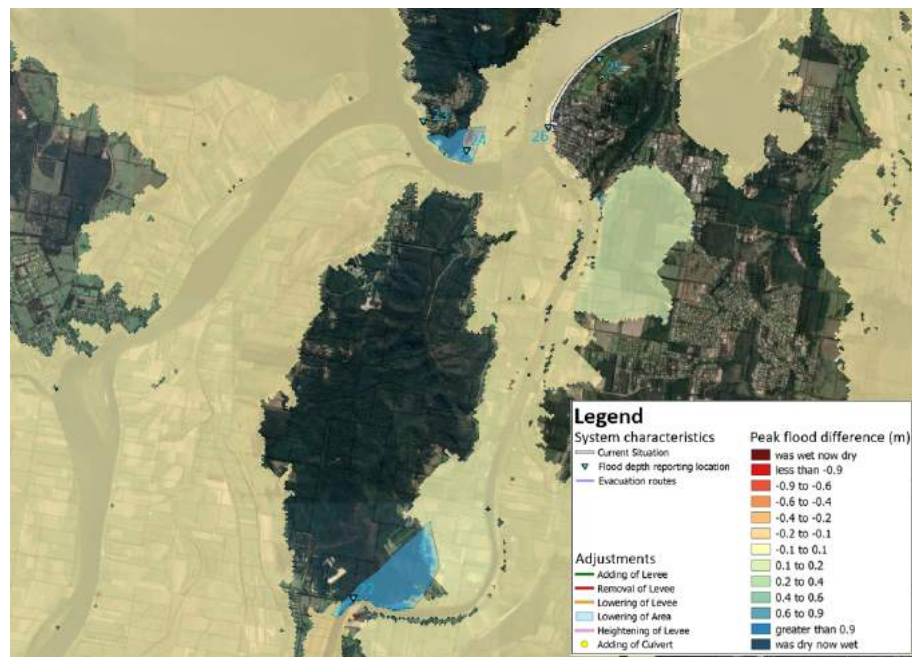 25
23
24
26
Legend
System characteristics
Current Situation
Flood depth reporting location
Evacuation routes
Adjustments
Adding of Levee
Removal of Levee
Lowering of Levee
Lowering of Area
Heightening of Levee
Adding of Culvert
Peak flood difference (m)
was wet now dry
less than -0.9
-0.9 to -0.6
-0.6 to -0.4
-0.4 to -0.2
-0.2 to -0.1
-0.1 to 0.1
0.1 to 0.2
0.2 to 0.4
0.4 to 0.6
0.6 to 0.9
greater than 0.9
was dry now wet